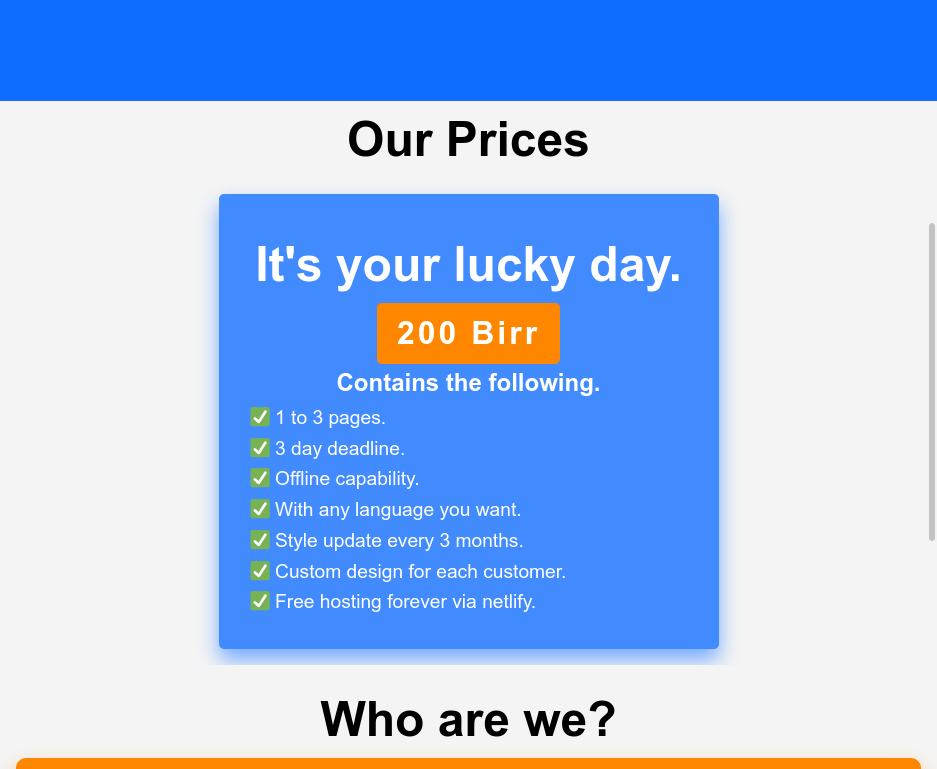 Our Prices
It's your lucky day.
200 Birr
Contains the following.
✅ 1 to 3 pages.
✅ 3 day deadline.
✅ Offline capability.
✅ With any language you want.
✅ Style update every 3 months.
✅ Custom design for each customer.
✅ Free hosting forever via netlify.
Who are we?